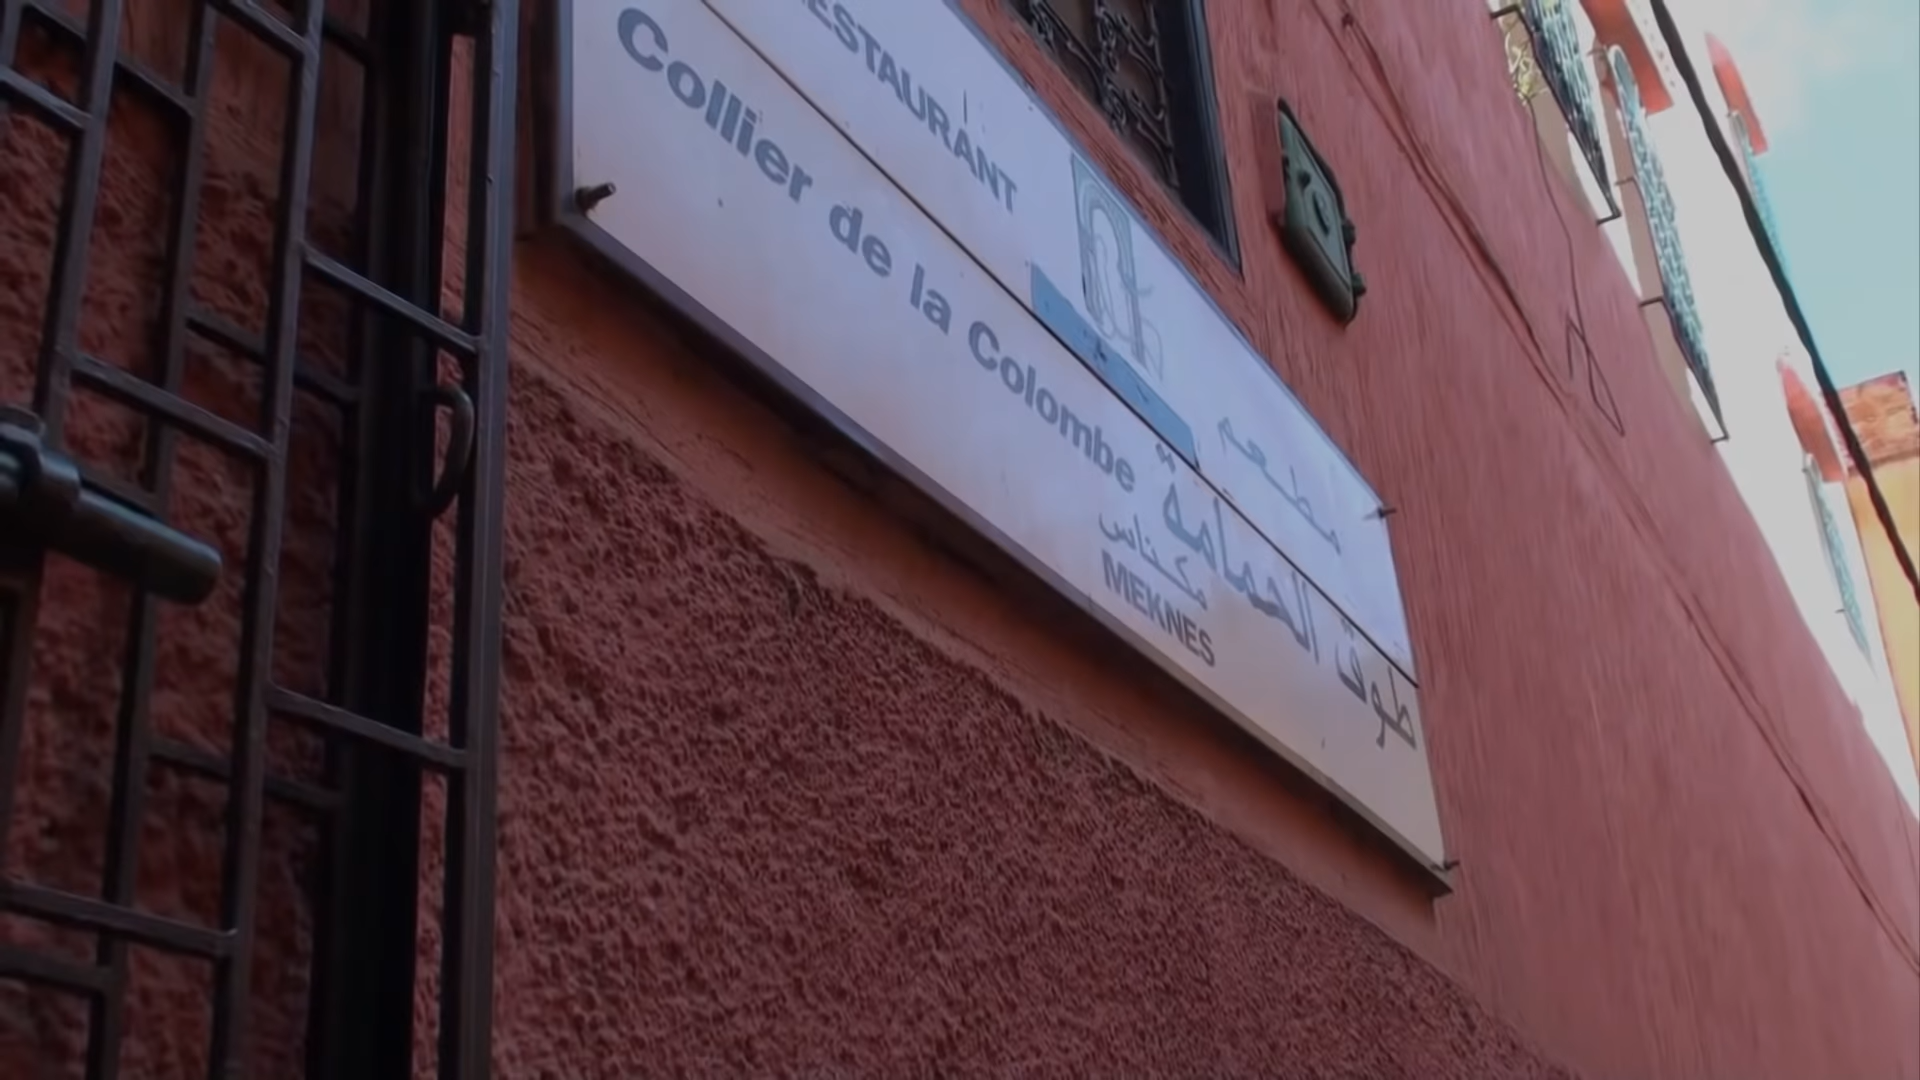 RESTAURANT
مطعم
Collier de la Colombe
طوق الحمامة
مكناس
MEKNES